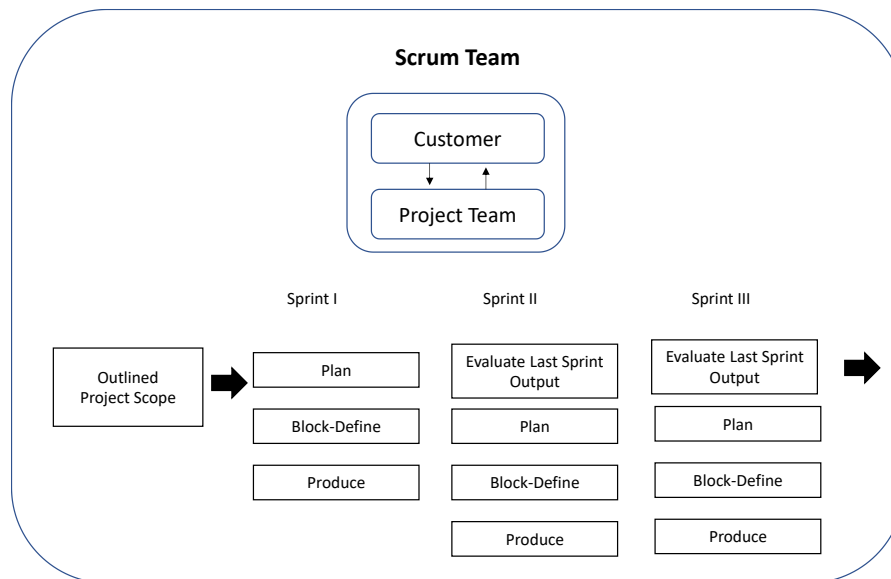 Scrum Team
Customer
Project Team
Sprint I
Sprint II
Sprint III
Outlined
Project Scope
Plan
Block-Define
Produce
Evaluate Last Sprint
Output
Plan
Block-Define
Produce
Evaluate Last Sprint
Output
Plan
Block-Define
Produce